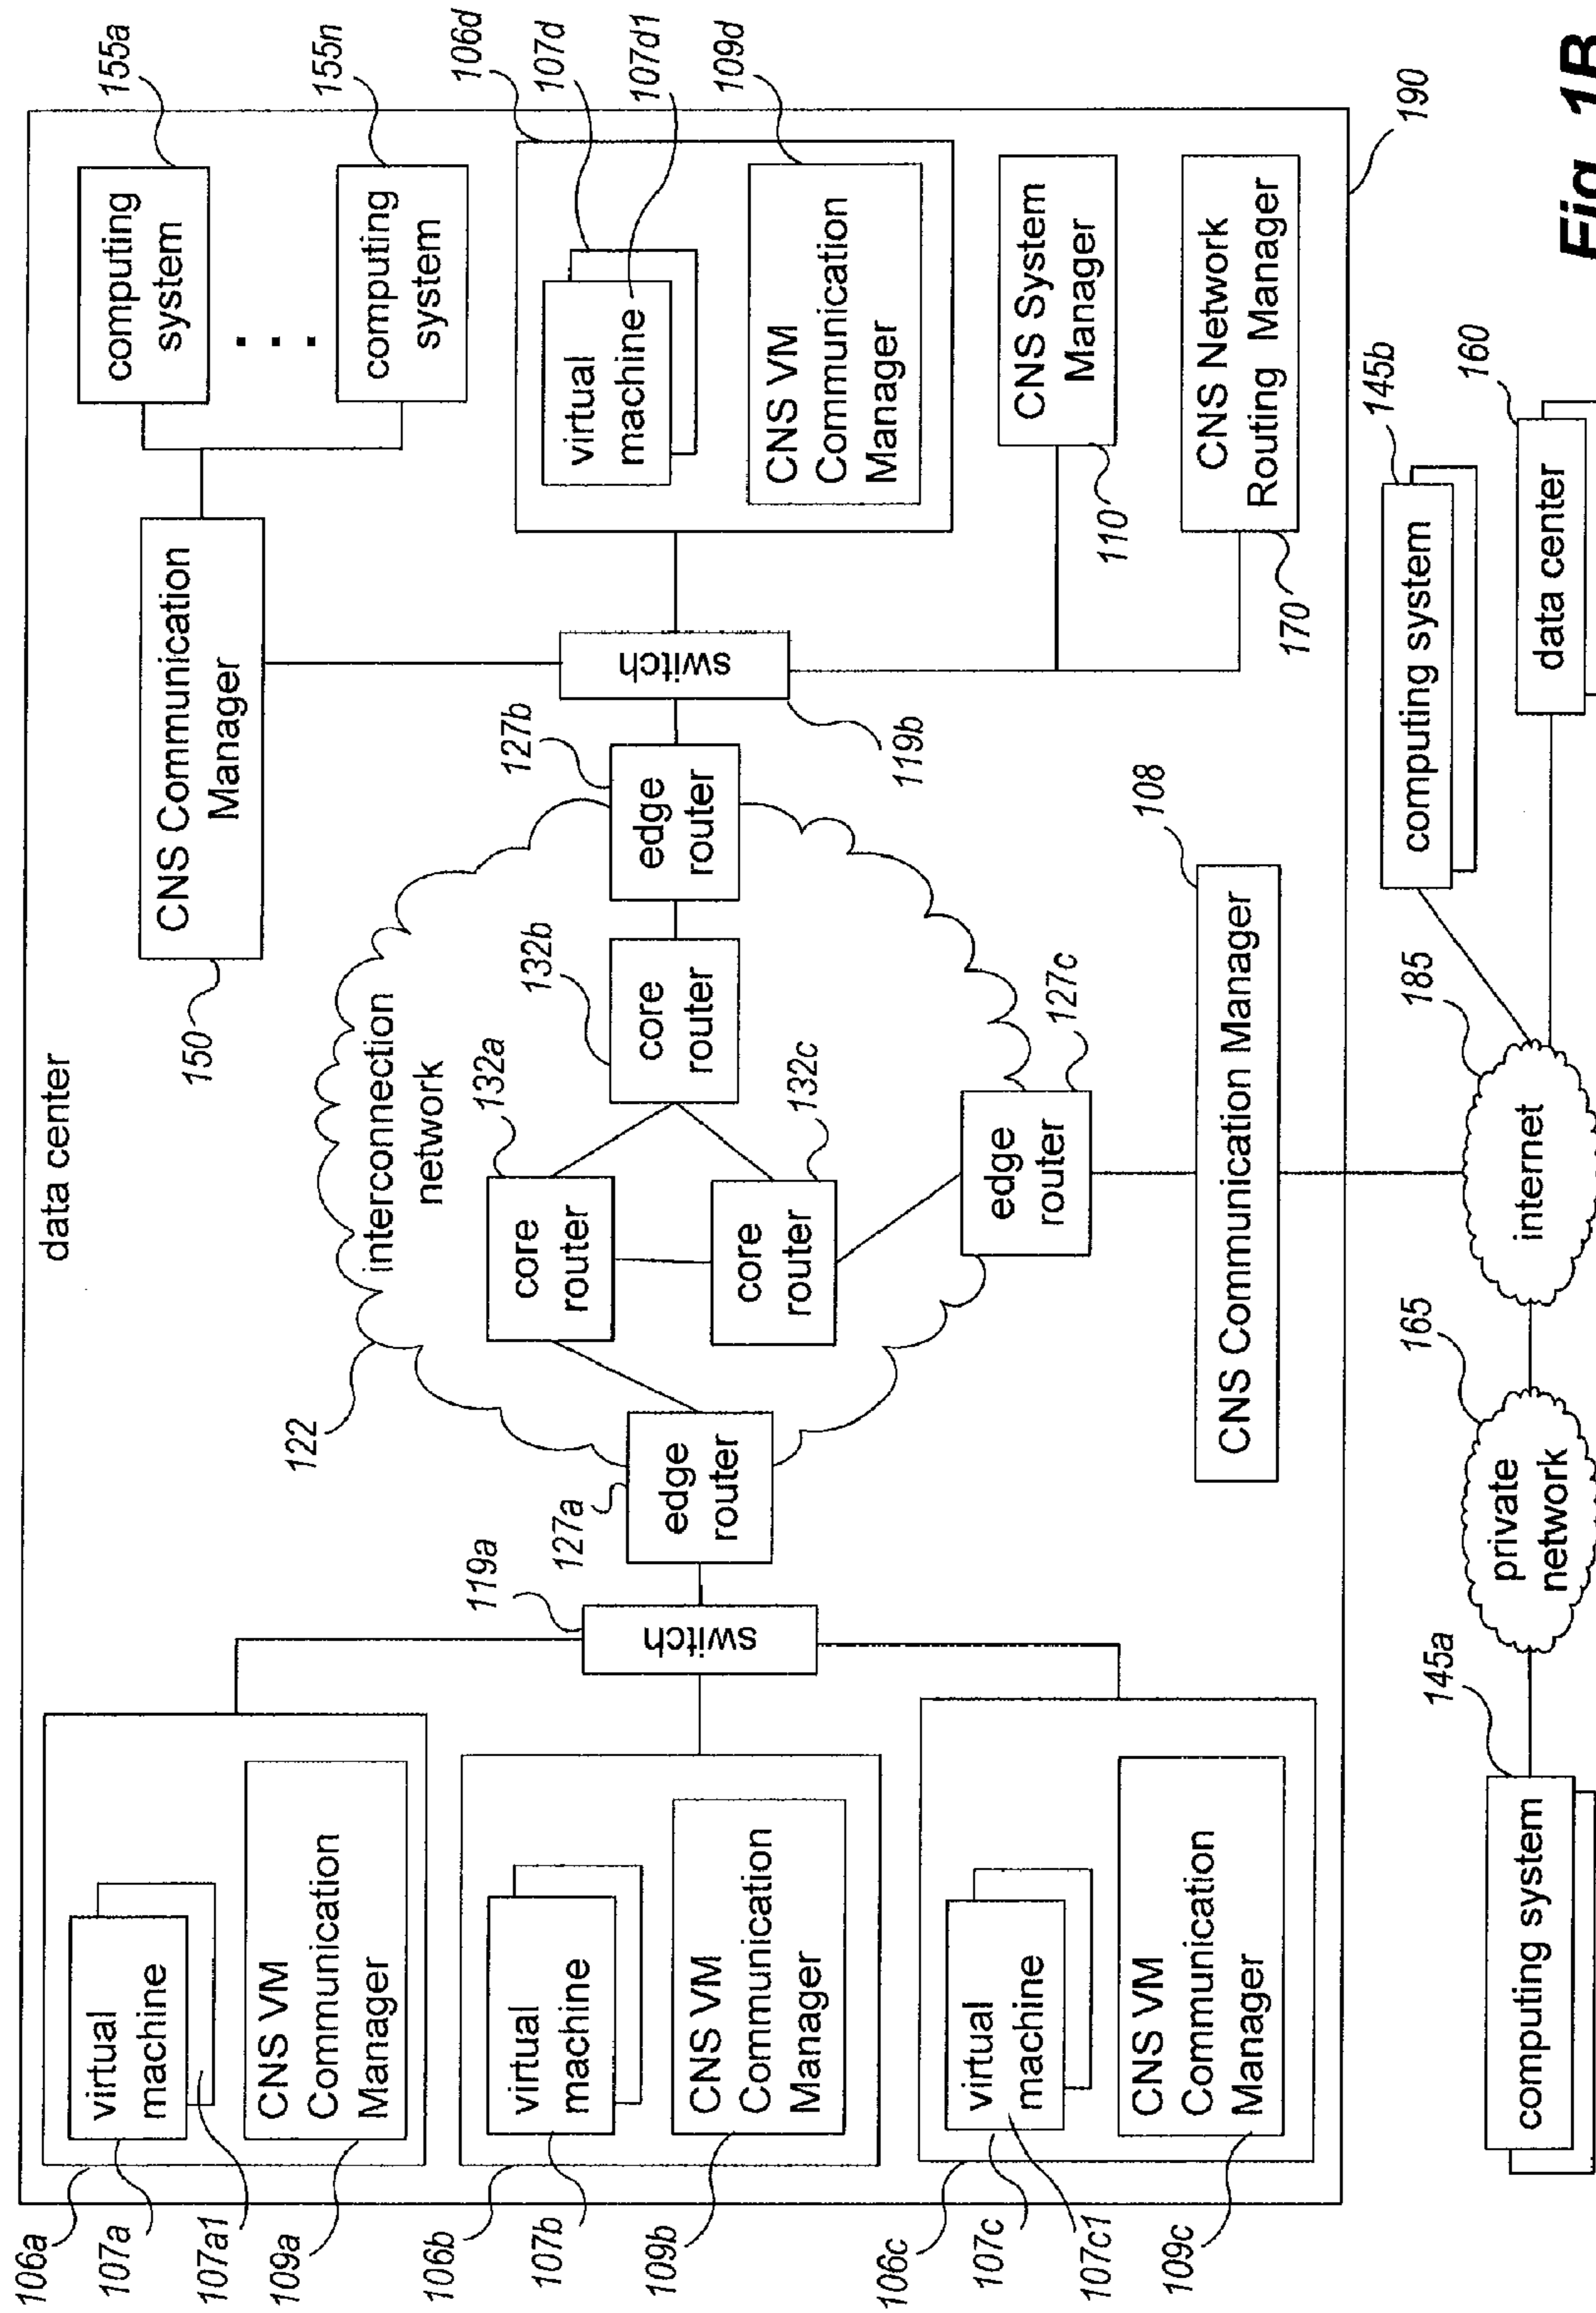 data center
106a
107a
107a1
109a
virtual
machine
CNS VM
Communication
Manager
106b
107b
109b
virtual
machine
CNS VM
Communication
Manager
106c
107c
107c1
109c
virtual
machine
CNS VM
Communication
Manager
119a
switch
122
interconnection
network
127a
edge
router
132a
core
router
132b
core
router
132c
core
router
127b
edge
router
127c
edge
router
119b
switch
150
CNS Communication
Manager
155a
computing
system
. . .
155n
computing
system
106d
107d
107d1
109d
virtual
machine
CNS VM
Communication
Manager
CNS System
Manager
110
CNS Network
Routing Manager
170
108
CNS Communication Manager
190
145a
computing system
165
private
network
185
internet
145b
computing system
160
data center
Fig. 1B